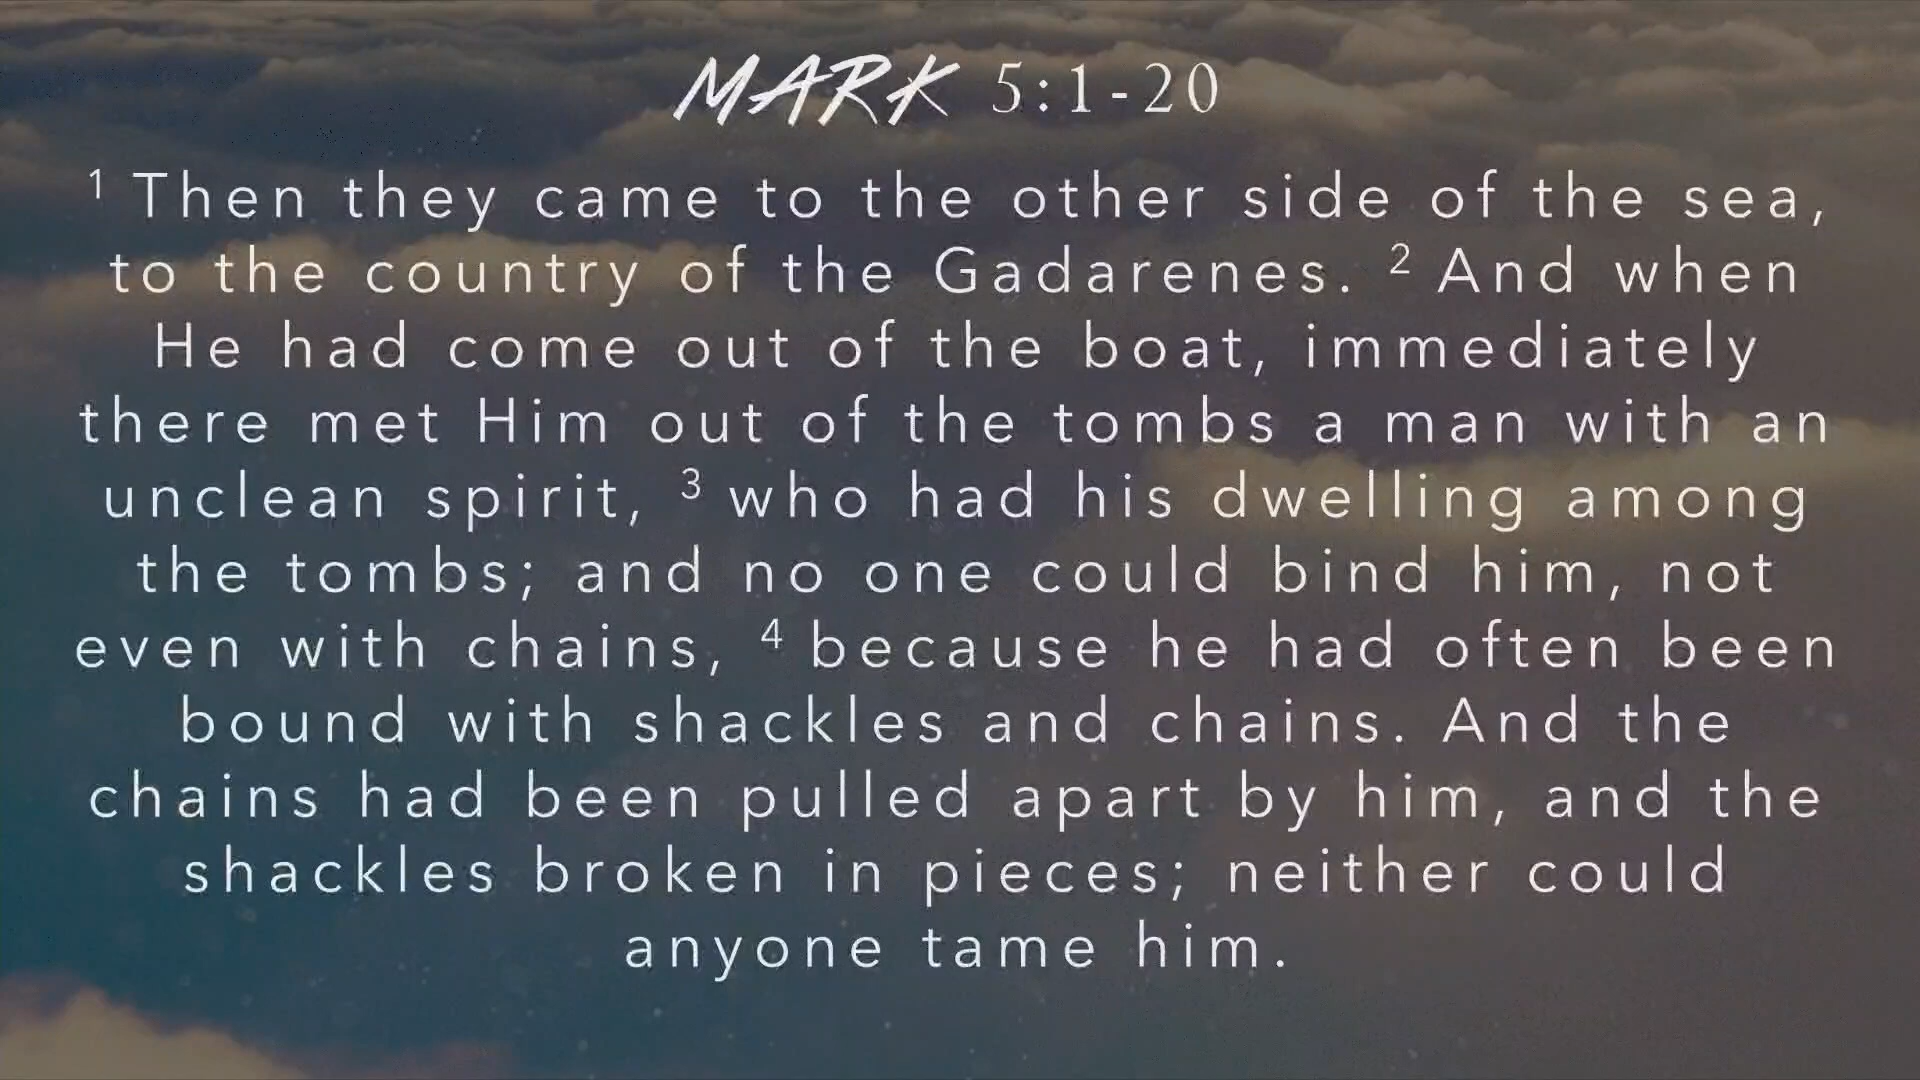 MARK 5:1-20
¹ Then they came to the other side of the sea,
to the country of the Gadarenes. ² And when
He had come out of the boat, immediately
there met Him out of the tombs a man with an
unclean spirit, ³ who had his dwelling among
the tombs; and no one could bind him, not
even with chains, ⁴ because he had often been
bound with shackles and chains. And the
chains had been pulled apart by him, and the
shackles broken in pieces; neither could
anyone tame him.